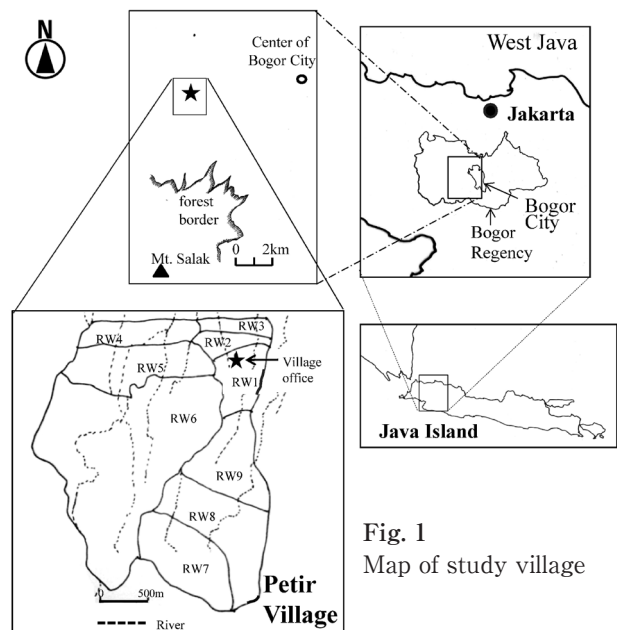 N
Center of
Bogor City
forest
border
0 2km
Mt. Salak
West Java
Jakarta
Bogor
City
Bogor
Regency
Java Island
RW4
RW3
RW2
RW5
RW1
Village
office
RW6
RW9
RW8
RW7
0 500m
River
Petir
Village
Fig. 1
Map of study village